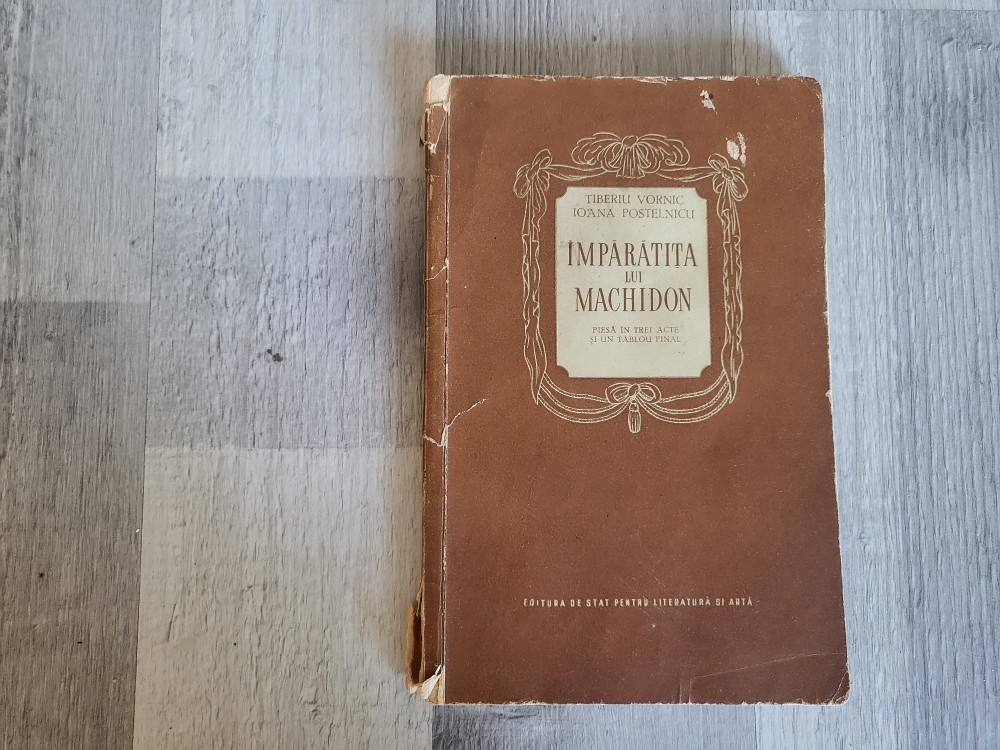 TIBERIU VORNIC
IOANA POSTELNICU
ÎMPĂRĂTIȚA
LUI
MACHIDON
PIESĂ ÎN TREI ACTE
ȘI UN TABLOU FINAL
EDITURA DE STAT PENTRU LITERATURĂ ȘI ARTĂ